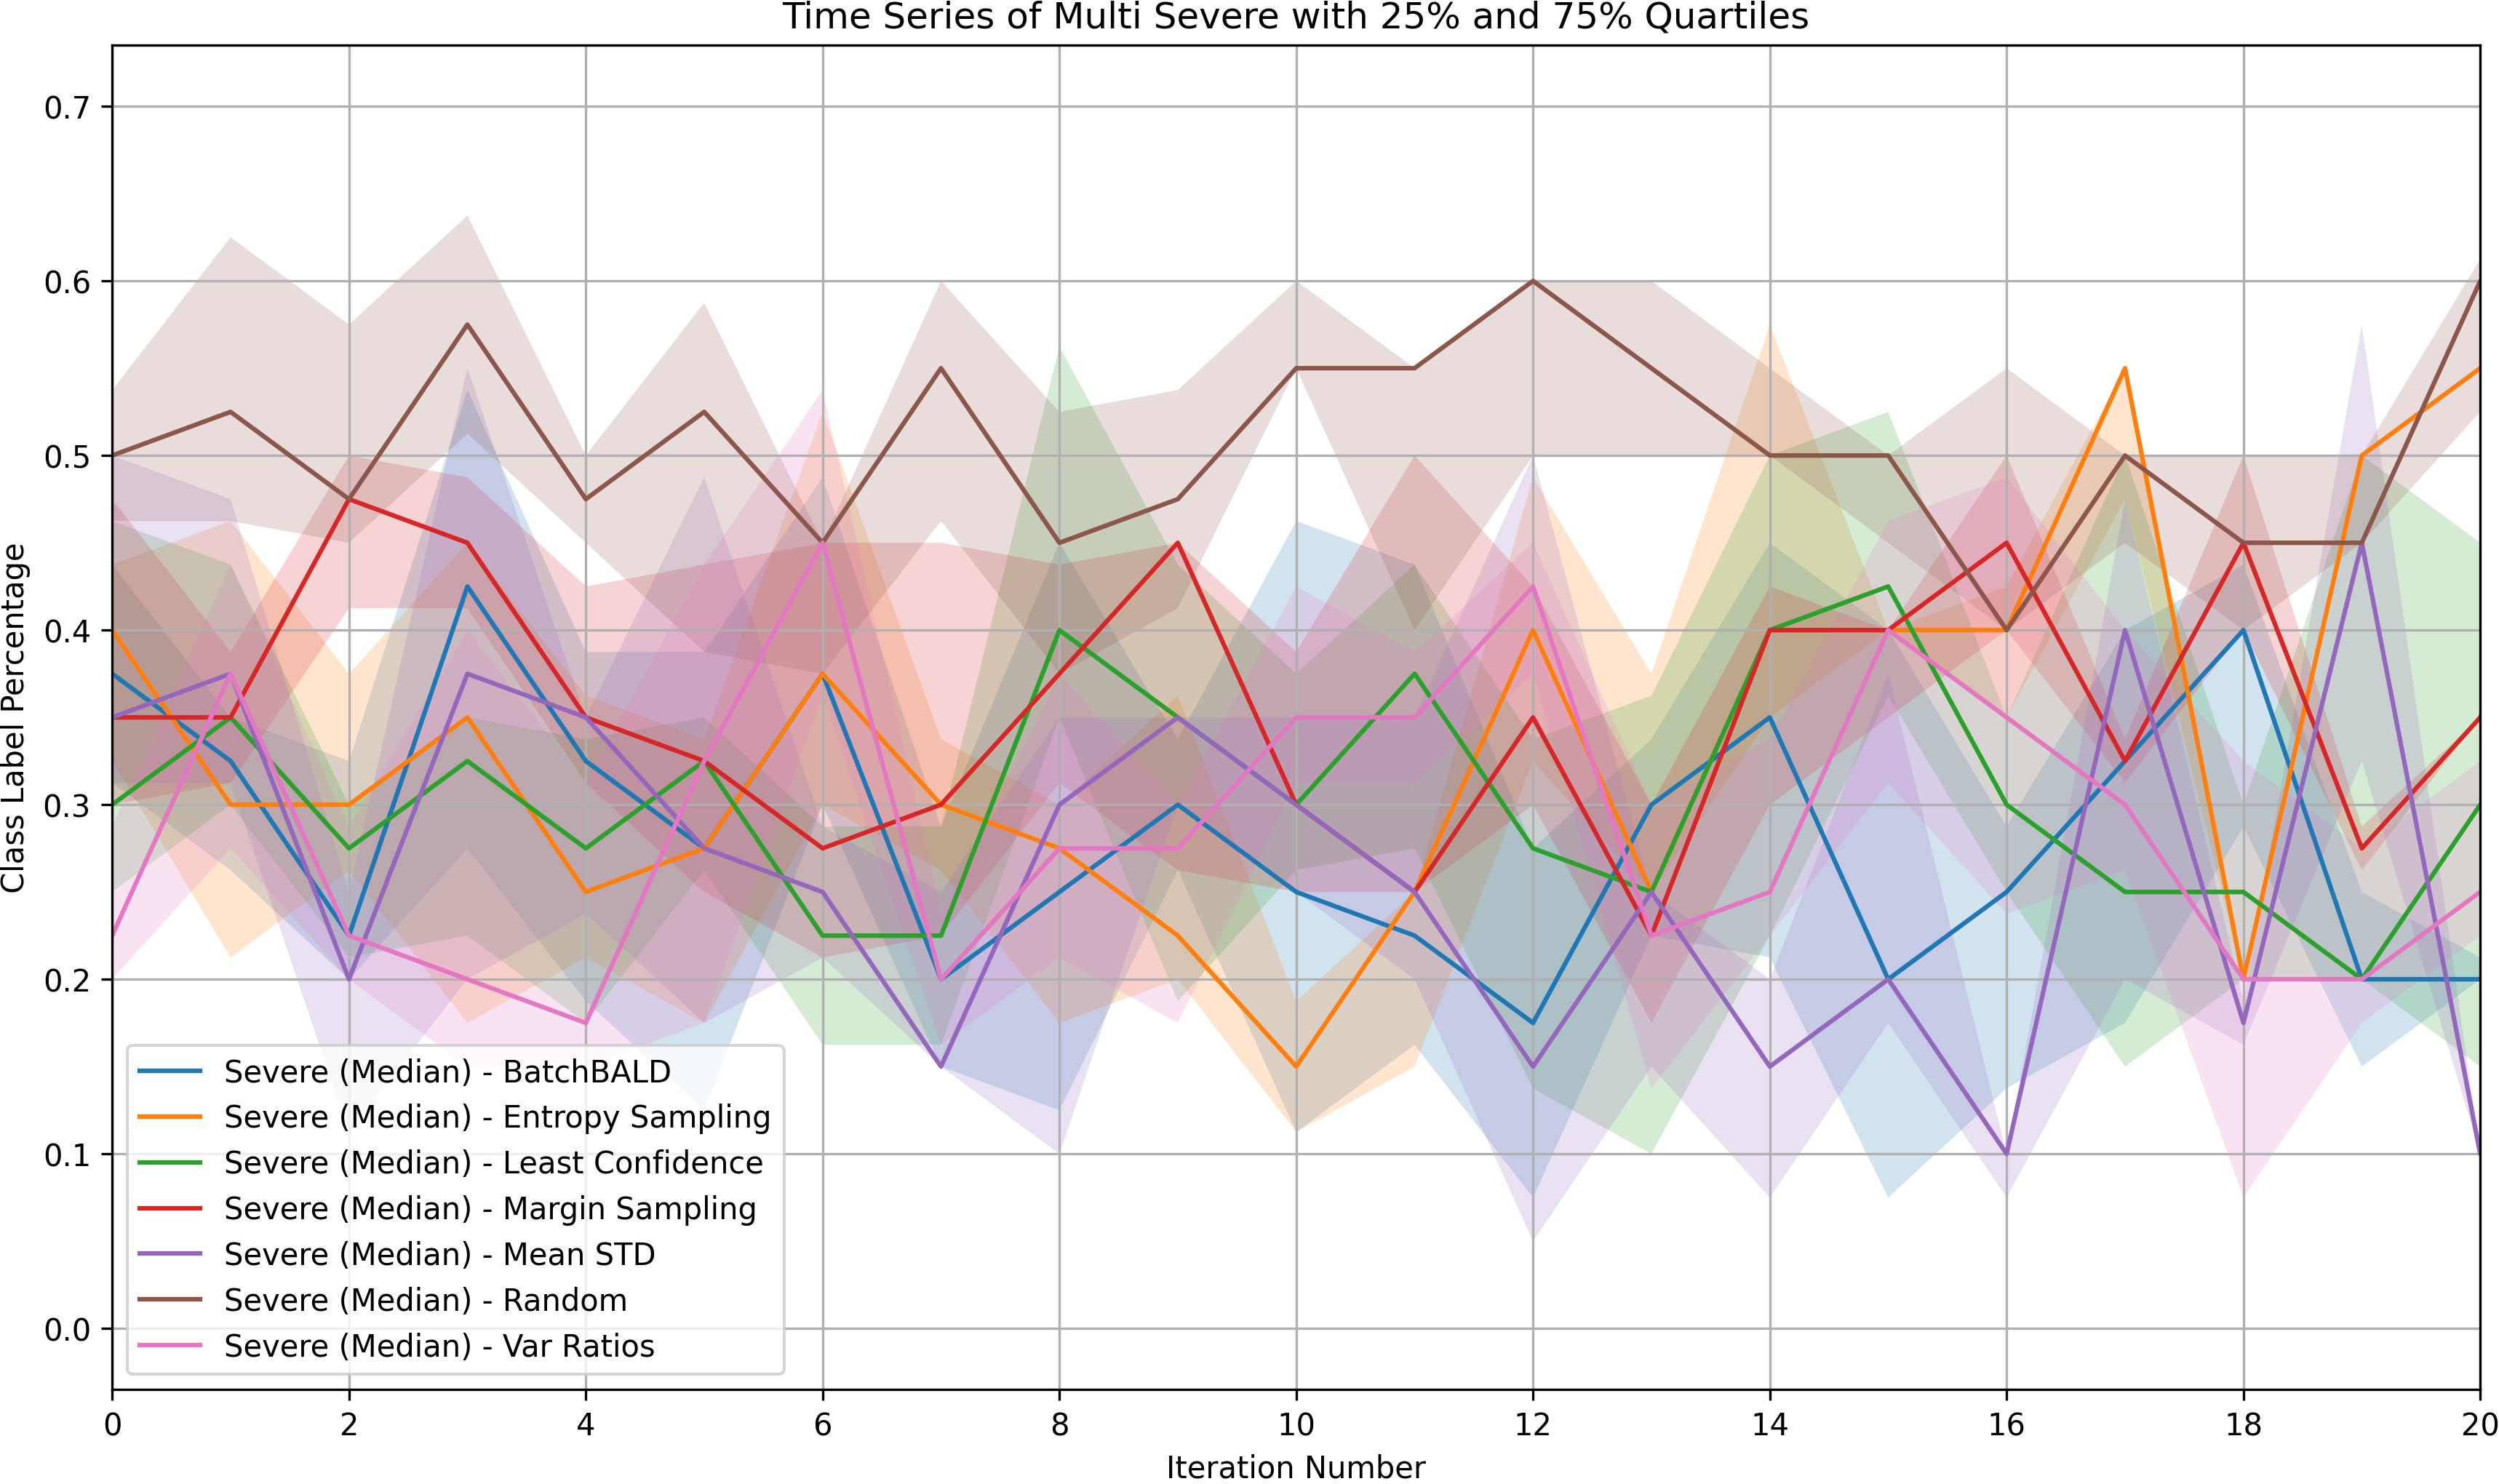 Time Series of Multi Severe with 25% and 75% Quartiles
Class Label Percentage
0.7
0.6
0.5
0.4
0.3
0.2
0.1
0.0
Severe (Median) - BatchBALD
Severe (Median) - Entropy Sampling
Severe (Median) - Least Confidence
Severe (Median) - Margin Sampling
Severe (Median) - Mean STD
Severe (Median) - Random
Severe (Median) - Var Ratios
0 2 4 6 8 10 12 14 16 18 20
Iteration Number